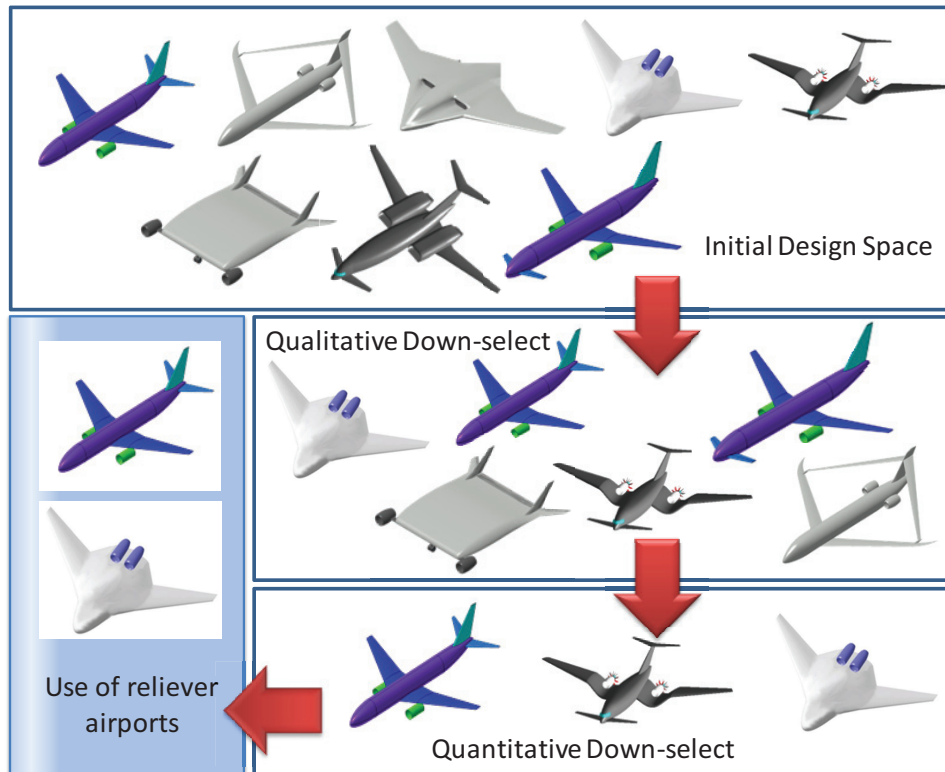 Initial Design Space
Qualitative Down-select
Use of reliever
airports
Quantitative Down-select